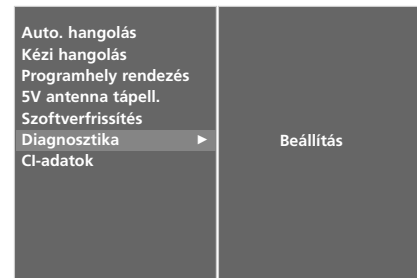 Auto. hangolás
Kézi hangolás
Programhely rendezés
5V antenna tápell.
Szoftverfrissítés
Diagnosztika ►
CI-adatok
Beállítás